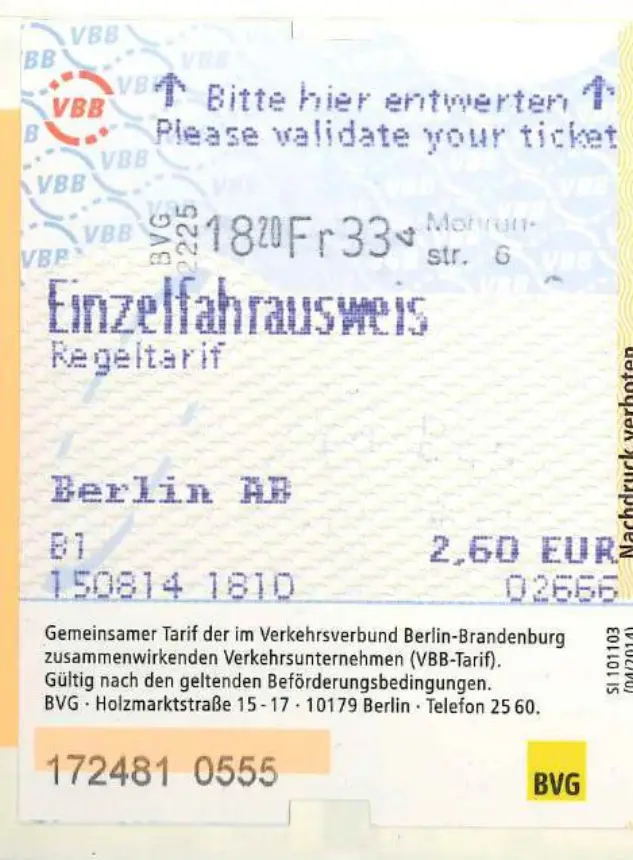 VBB
↑ Bitte hier entwerten ↑
Please validate your ticket
BVG
2225
18 20 Fr 33 4
str. 6
Einzelfahrausweis
Regeltarif
Berlin AB
B1 2,60 EUR
150814 1810 02666
Nachdruck verboten
SI 101103
(04/2014)
Gemeinsamer Tarif der im Verkehrsverbund Berlin-Brandenburg
zusammenwirkenden Verkehrsunternehmen (VBB-Tarif).
Gültig nach den geltenden Beförderungsbedingungen.
BVG · Holzmarktstraße 15-17 · 10179 Berlin · Telefon 25 60.
172481 0555
BVG